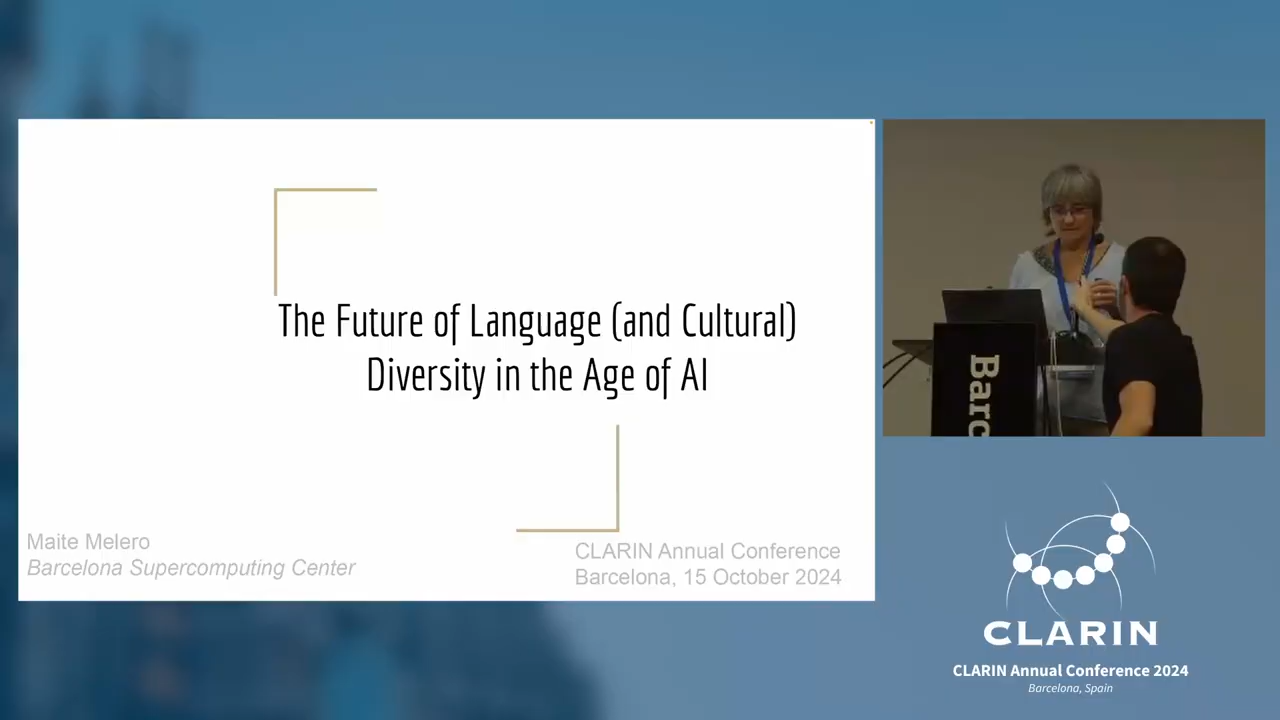 The Future of Language (and Cultural)
Diversity in the Age of AI
Maite Melero
Barcelona Supercomputing Center
CLARIN Annual Conference
Barcelona, 15 October 2024
Barc
CLARIN
CLARIN Annual Conference 2024
Barcelona, Spain